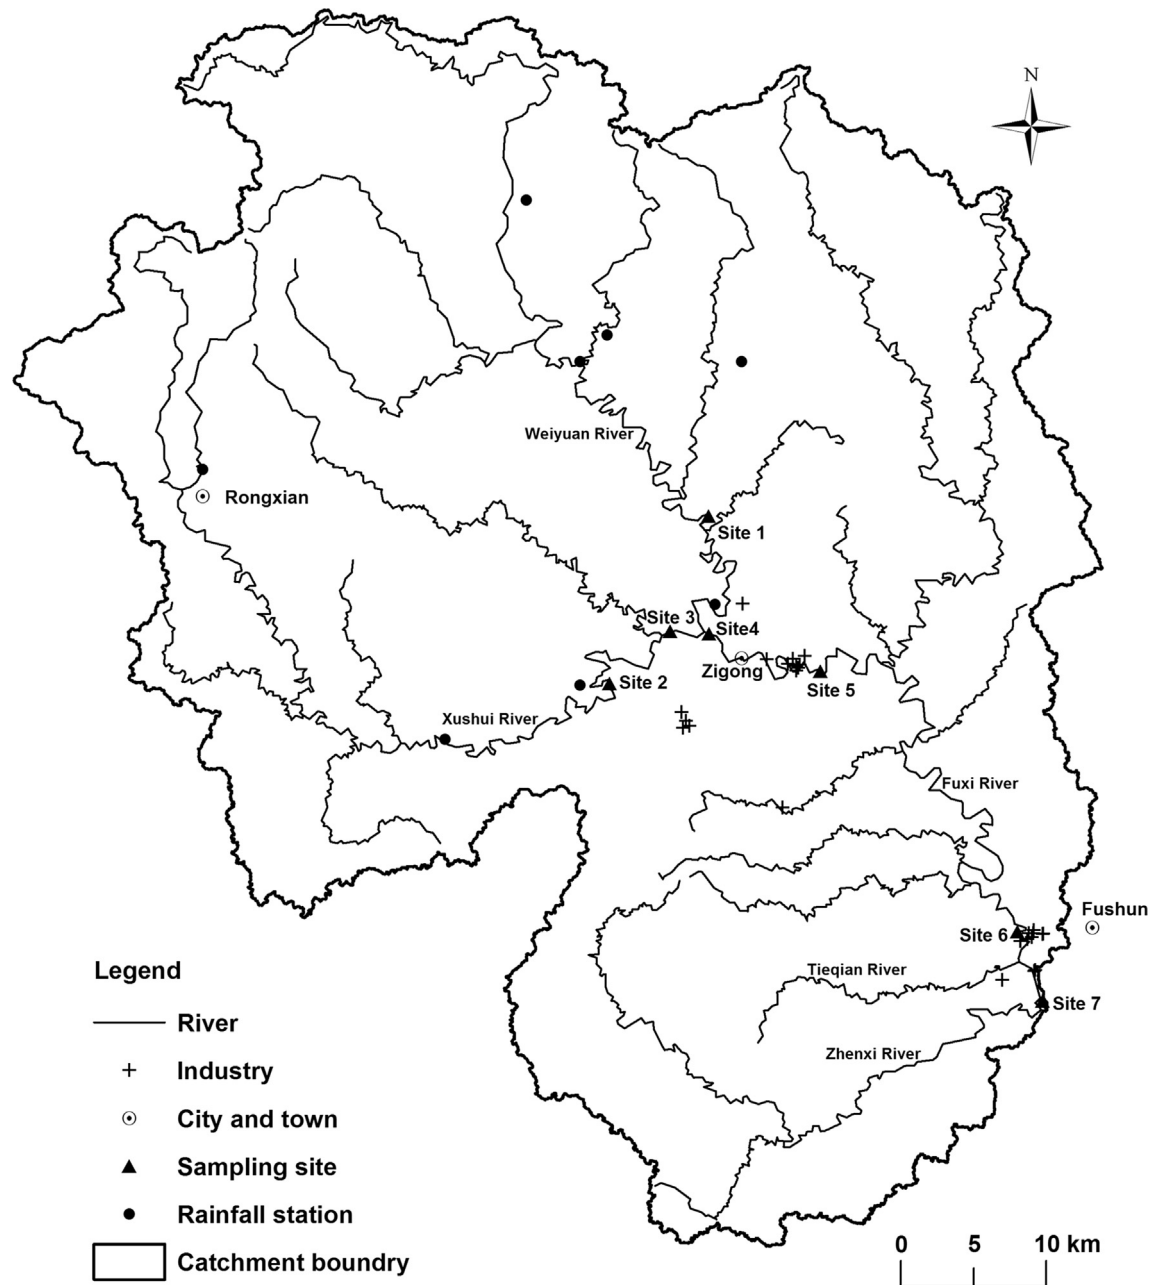 N
Weiyuan River
Rongxian
Site 1
Site 3
Site4
Zigong
Site 2
Site 5
Xushui River
Fuxi River
Fushun
Site 6
Tieqian River
Site 7
Zhenxi River
Legend
River
Industry
City and town
Sampling site
Rainfall station
Catchment boundry
0 5 10 km